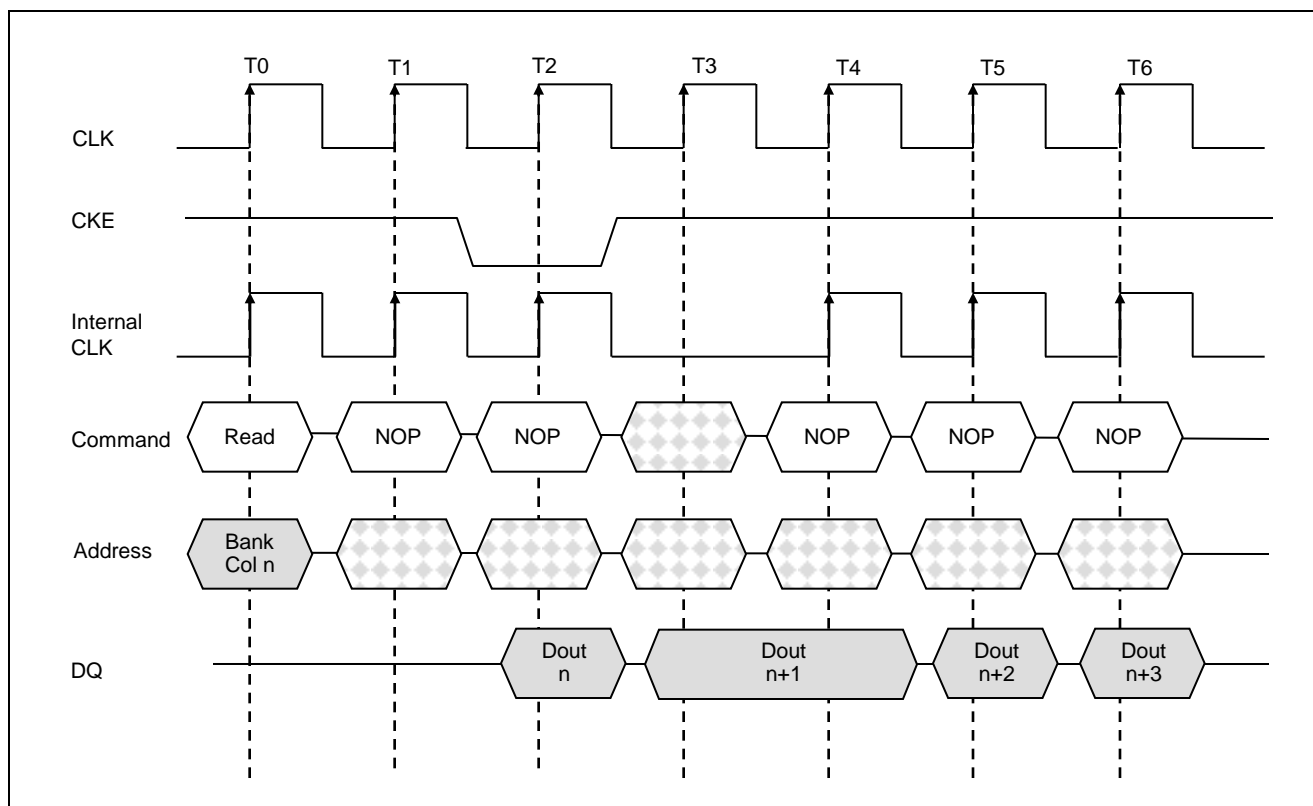 T0 T1 T2 T3 T4 T5 T6
CLK
CKE
Internal
CLK
Command Read NOP NOP NOP NOP NOP
Address Bank
Col n
DQ Dout
n Dout
n+1 Dout
n+2 Dout
n+3